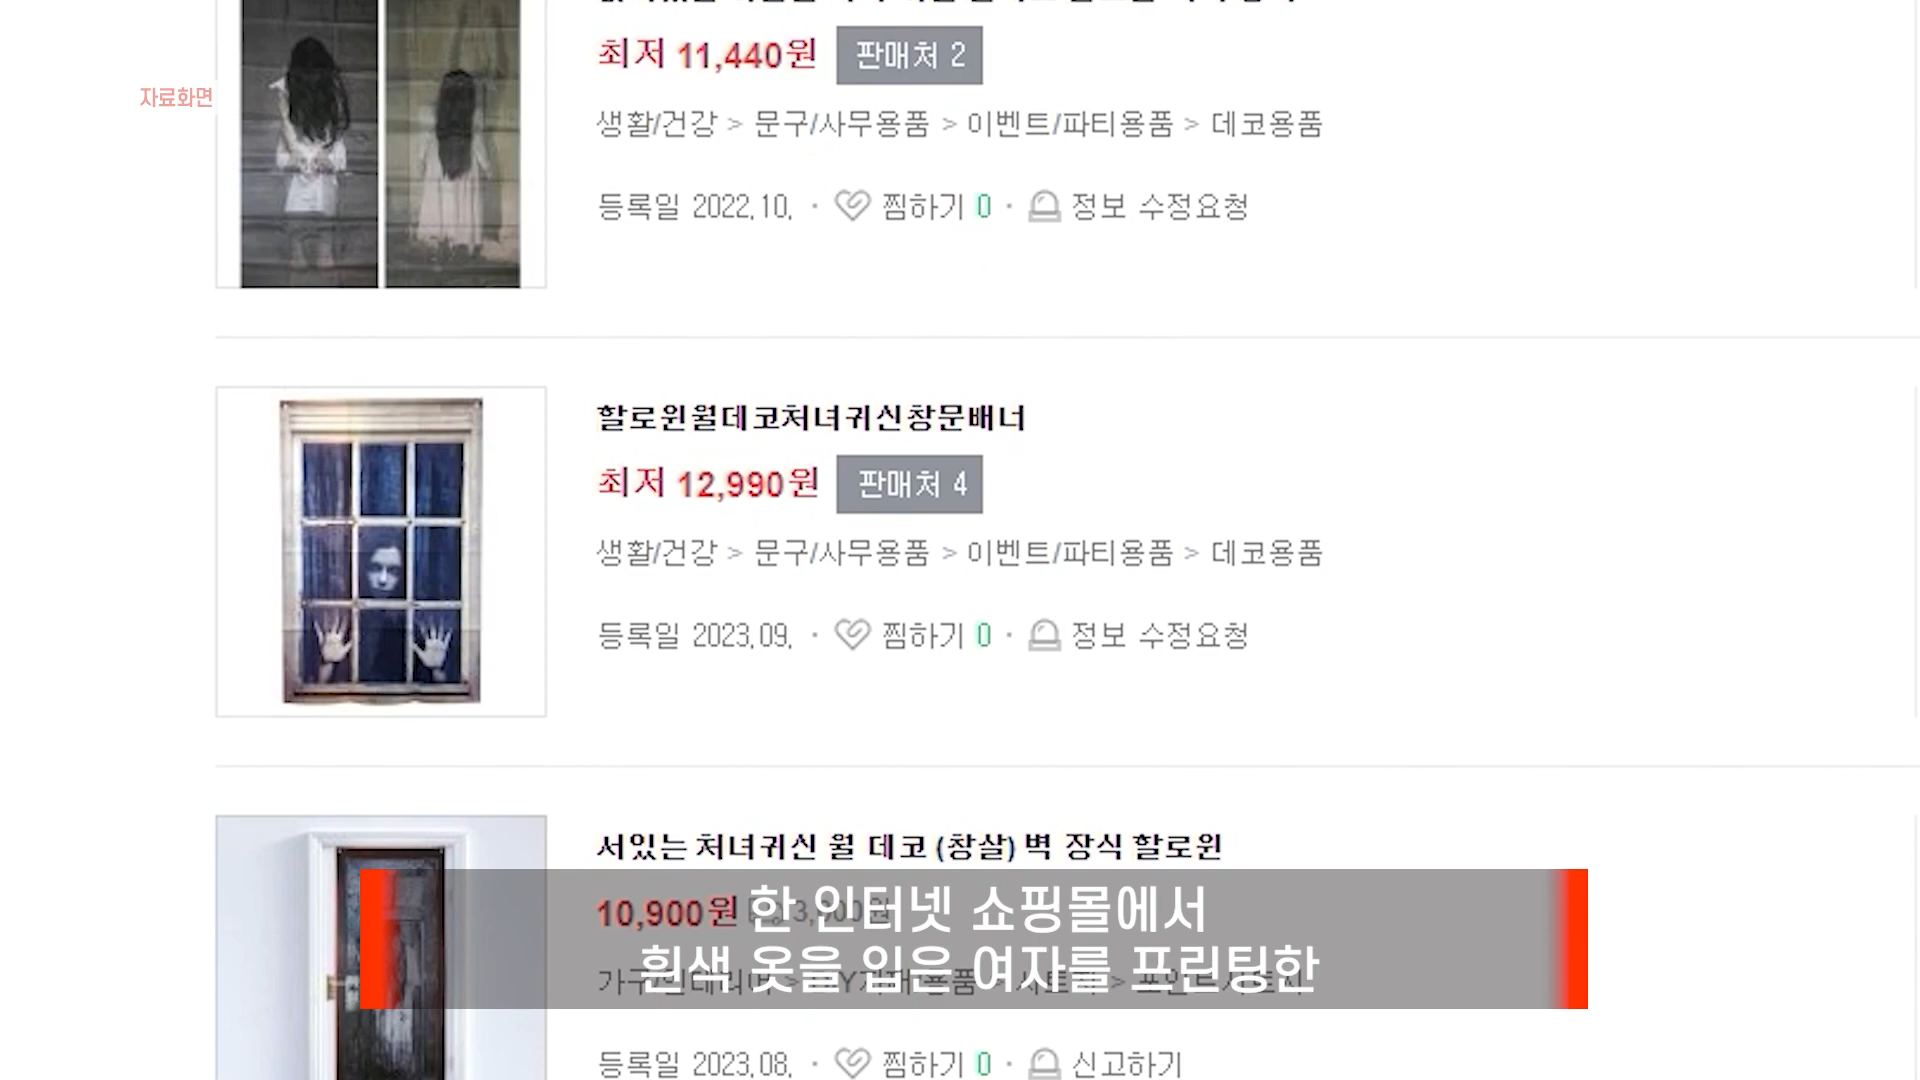 최저 11,440원 판매처 2
자료화면
생활/건강 > 문구/사무용품 > 이벤트/파티용품 > 데코용품
등록일 2022.10. · 찜하기 0 · 정보 수정요청
할로윈월데코처녀귀신창문배너
최저 12,990원 판매처 4
생활/건강 > 문구/사무용품 > 이벤트/파티용품 > 데코용품
등록일 2023.09. · 찜하기 0 · 정보 수정요청
서있는 처녀귀신 월 데코 (창살) 벽 장식 할로윈
10,900원
한 인터넷 쇼핑몰에서
흰색 옷을 입은 여자를 프린팅한
등록일 2023.08. · 찜하기 0 · 신고하기